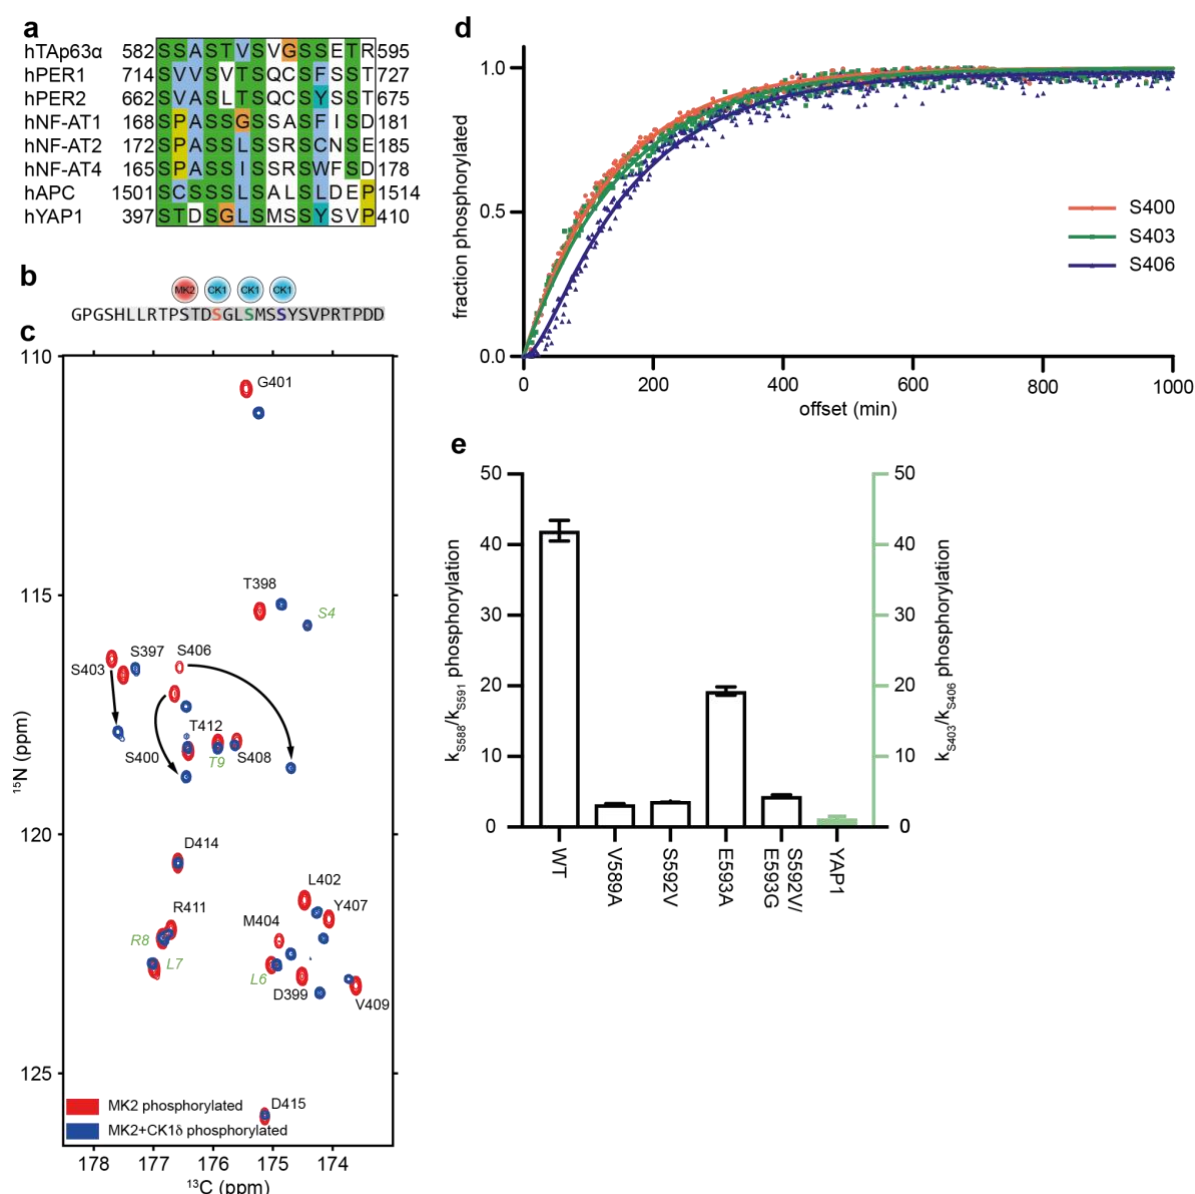 a
hTAp63α 582 SSASTVSVGSSETR 595
hPER1 714 SVVSVTSQCSFSST 727
hPER2 662 SVASLTSQCSYSST 675
hNF-AT1 168 SPASSGSSASFISD 181
hNF-AT2 172 SPASSLSSRSCNSE 185
hNF-AT4 165 SPASSISSRSWFSD 178
hAPC 1501 SCSSSLSALSLDEP 1514
hYAP1 397 STDSGLSMSSYSVP 410
b
MK2 CK1 CK1 CK1
GPGSHLLRTPSTDSGLSMSSYSVPRTPDD
c
110
115
120
125
15N (ppm)
G401
T398
S4
S403
S397
S406
S400
T412
T9
S408
D414
R411
R8
L7
L402
Y407
M404
L6
D399
V409
D415
MK2 phosphorylated
MK2+CK1δ phosphorylated
178 177 176 175 174
13C (ppm)
d
fraction phosphorylated
1.0
0.5
0.0
S400
S403
S406
0 200 400 600 800 1000
offset (min)
e
kS588/kS591 phosphorylation
50
40
30
20
10
0
50
40
30
20
10
0
kS403/kS406 phosphorylation
WT
V589A
S592V
E593A
S592V/
E593G
YAP1